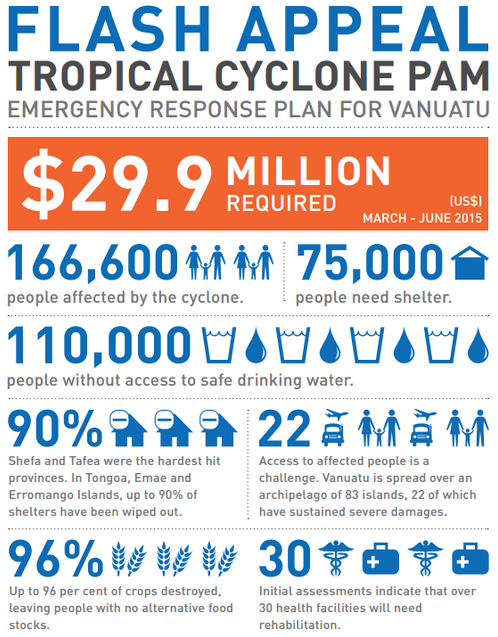 FLASH APPEAL
TROPICAL CYCLONE PAM
EMERGENCY RESPONSE PLAN FOR VANUATU
$29.9 MILLION
REQUIRED
(US$)
MARCH - JUNE 2015
166,600
people affected by the cyclone.
75,000
people need shelter.
110,000
people without access to safe drinking water.
90%
Shefa and Tafea were the hardest hit
provinces. In Tongoa, Emae and
Erromango Islands, up to 90% of
shelters have been wiped out.
22
Access to affected people is a
challenge. Vanuatu is spread over an
archipelago of 83 islands, 22 of which
have sustained severe damages.
96%
Up to 96 per cent of crops destroyed,
leaving people with no alternative food
stocks.
30
Initial assessments indicate that over
30 health facilities will need
rehabilitation.